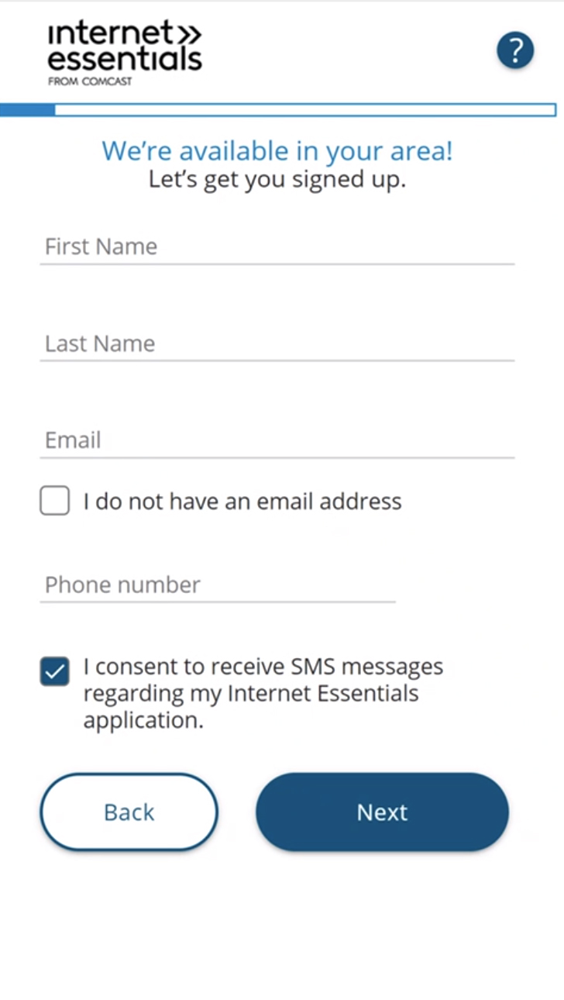 internet»
essentials
FROM COMCAST
?
We're available in your area!
Let's get you signed up.
First Name
Last Name
Email
I do not have an email address
Phone number
I consent to receive SMS messages
regarding my Internet Essentials
application.
Back
Next